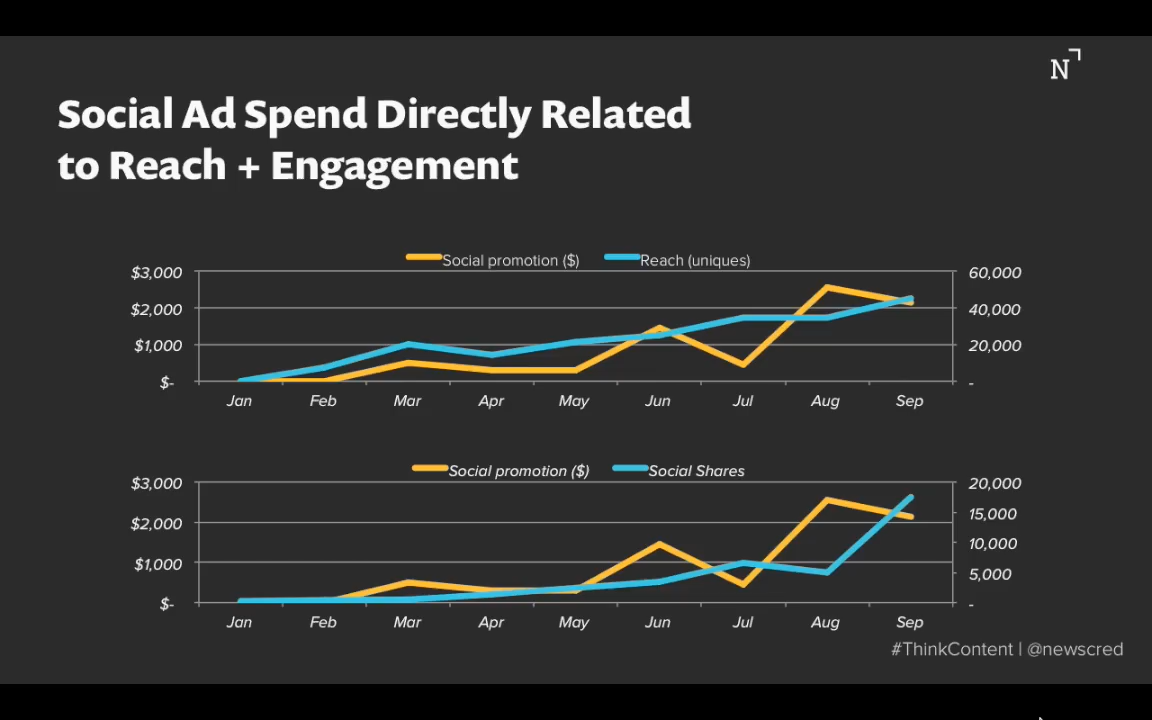 N
Social Ad Spend Directly Related
to Reach + Engagement
Social promotion ($) Reach (uniques)
$3,000 60,000
$2,000 40,000
$1,000 20,000
$- -
Jan Feb Mar Apr May Jun Jul Aug Sep
Social promotion ($) Social Shares
$3,000 20,000
15,000
$2,000
10,000
$1,000
5,000
$- -
Jan Feb Mar Apr May Jun Jul Aug Sep
#ThinkContent | @newscred